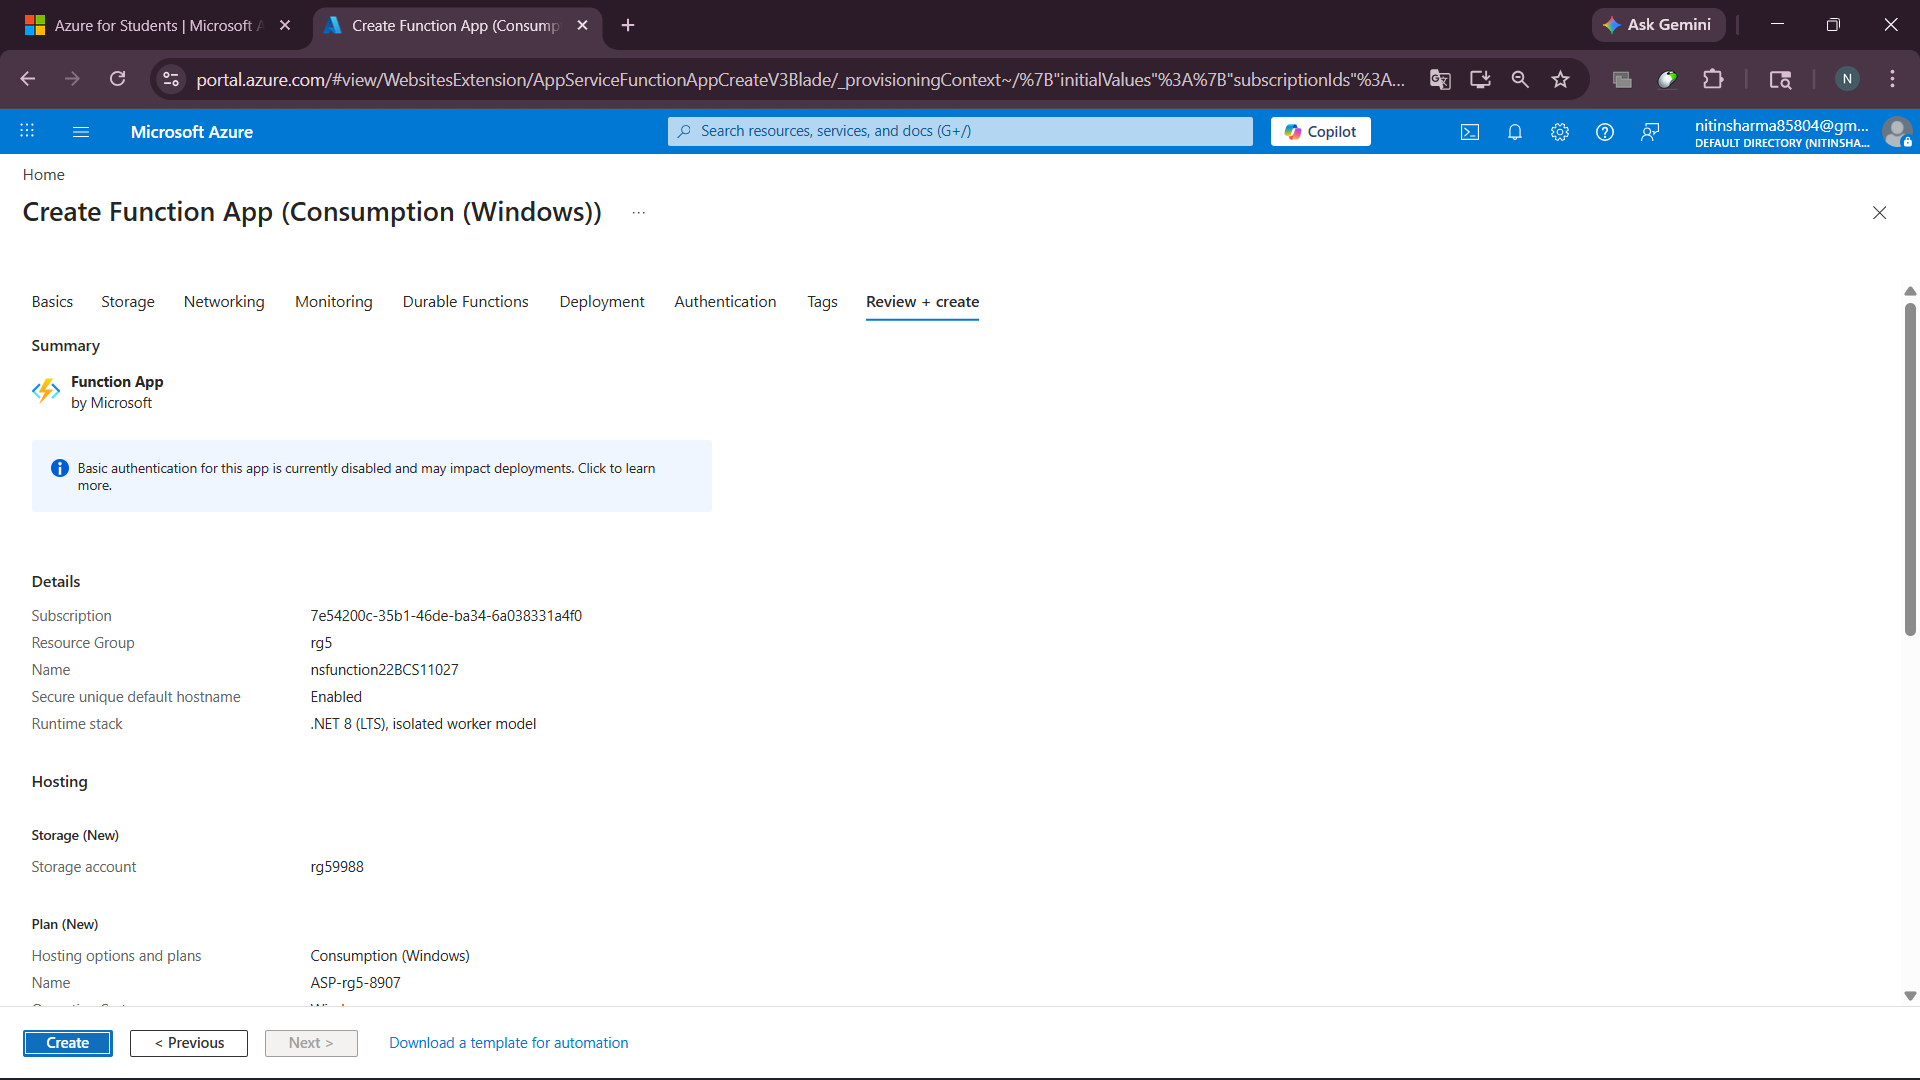 Azure for Students | Microsoft A
Create Function App (Consump
Ask Gemini
portal.azure.com/#view/WebsitesExtension/AppServiceFunctionAppCreateV3Blade/_provisioningContext~/%7B"initialValues"%3A%7B"subscriptionIds"%3A...
N
Microsoft Azure
Search resources, services, and docs (G+/)
Copilot
nitinsharma85804@gm...
DEFAULT DIRECTORY (NITINSHA...
Home
Create Function App (Consumption (Windows))
...
Basics
Storage
Networking
Monitoring
Durable Functions
Deployment
Authentication
Tags
Review + create
Summary
Function App
by Microsoft
Basic authentication for this app is currently disabled and may impact deployments. Click to learn
more.
Details
Subscription 7e54200c-35b1-46de-ba34-6a038331a4f0
Resource Group rg5
Name nsfunction22BCS11027
Secure unique default hostname Enabled
Runtime stack .NET 8 (LTS), isolated worker model
Hosting
Storage (New)
Storage account rg59988
Plan (New)
Hosting options and plans Consumption (Windows)
Name ASP-rg5-8907
Create
< Previous
Next >
Download a template for automation